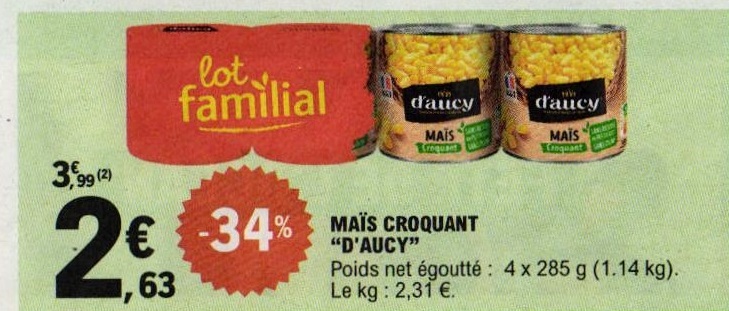 lot
familial
d'aucy
MAÏS
Croquant
d'aucy
MAÏS
Croquant
3,€99 (2)
2€,63
-34%
MAÏS CROQUANT
"D'AUCY"
Poids net égoutté : 4 x 285 g (1.14 kg).
Le kg : 2,31 €.